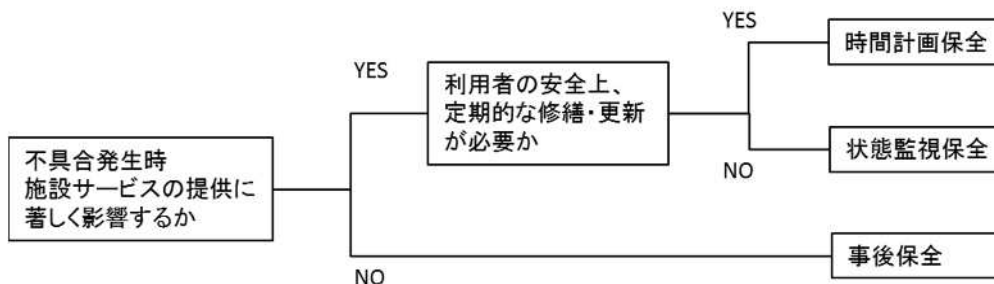 不具合発生時
施設サービスの提供に
著しく影響するか
YES
NO
利用者の安全上、
定期的な修繕・更新
が必要か
YES
NO
時間計画保全
状態監視保全
事後保全